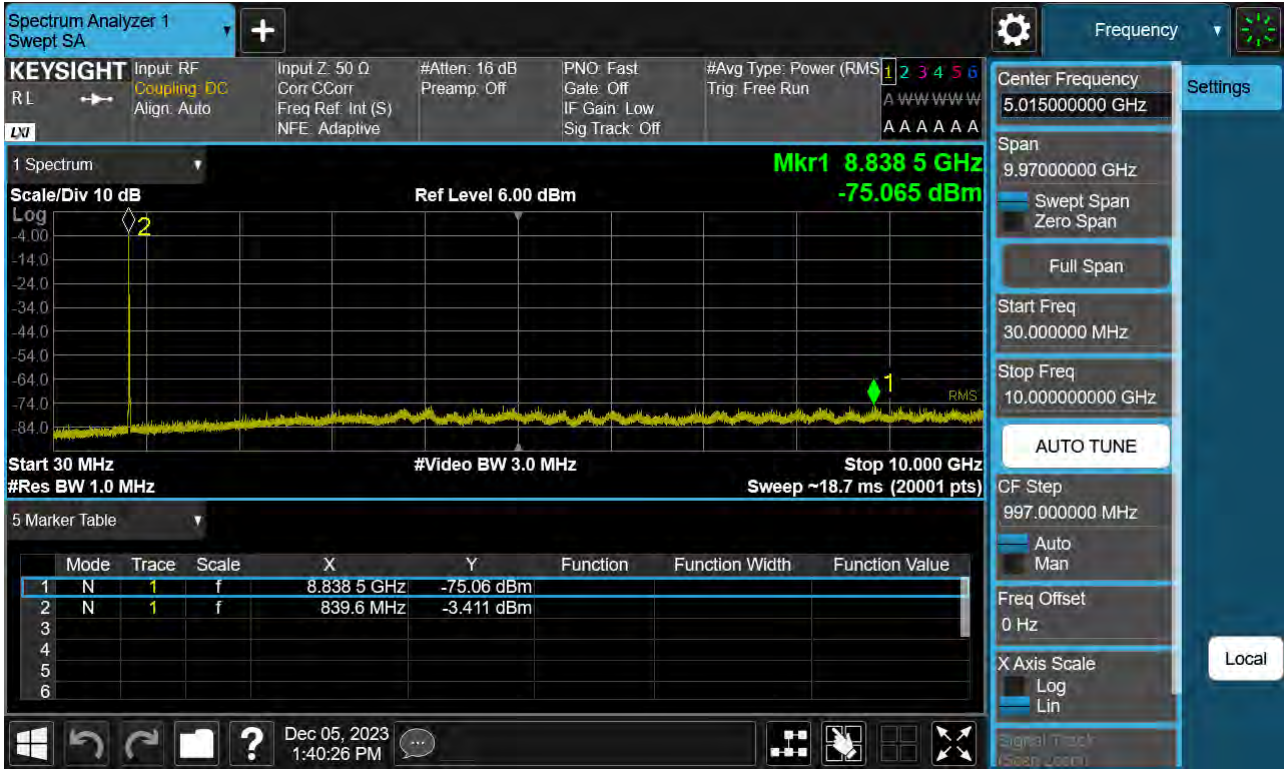 Spectrum Analyzer 1
Swept SA
+
Frequency
KEYSIGHT
RL
LXI
Input: RF
Coupling: DC
Align: Auto
Input Z: 50 Ω
Corr CCorr
Freq Ref: Int (S)
NFE: Adaptive
#Atten: 16 dB
Preamp: Off
PNO: Fast
Gate: Off
IF Gain: Low
Sig Track: Off
#Avg Type: Power (RMS
Trig: Free Run
1 2 3 4 5 6
A W W W W W
A A A A A A
1 Spectrum
Mkr1 8.838 5 GHz
Scale/Div 10 dB
Ref Level 6.00 dBm
-75.065 dBm
Log
2
-4.00
-14.0
-24.0
-34.0
-44.0
-54.0
-64.0
1
-74.0
RMS
-84.0
Start 30 MHz
#Video BW 3.0 MHz
Stop 10.000 GHz
#Res BW 1.0 MHz
Sweep ~18.7 ms (20001 pts)
5 Marker Table
Mode Trace Scale X Y Function Function Width Function Value
1 N 1 f 8.838 5 GHz -75.06 dBm
2 N 1 f 839.6 MHz -3.411 dBm
3
4
5
6
Dec 05, 2023
1:40:26 PM
?
Center Frequency
5.015000000 GHz
Settings
Span
9.97000000 GHz
Swept Span
Zero Span
Full Span
Start Freq
30.000000 MHz
Stop Freq
10.000000000 GHz
AUTO TUNE
CF Step
997.000000 MHz
Auto
Man
Freq Offset
0 Hz
X Axis Scale
Log
Lin
Local
Signal Track
(Span Zoom)